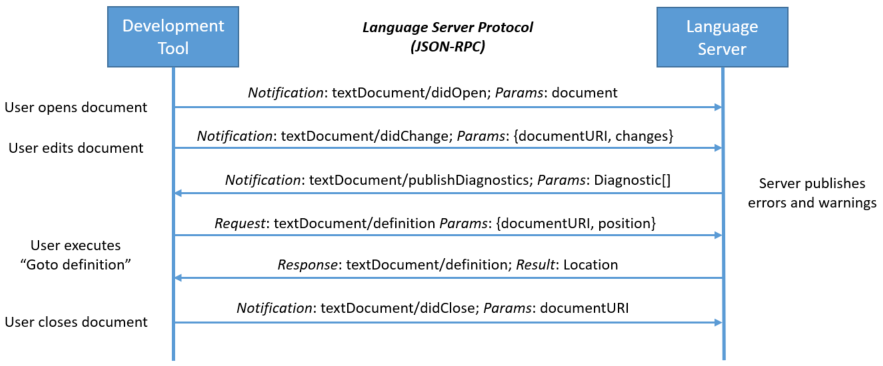 Development
Tool
Language Server Protocol
(JSON-RPC)
Language
Server
Notification: textDocument/didOpen; Params: document
User opens document
Notification: textDocument/didChange; Params: {documentURI, changes}
User edits document
Notification: textDocument/publishDiagnostics; Params: Diagnostic[]
Server publishes
errors and warnings
Request: textDocument/definition Params: {documentURI, position}
User executes
“Goto definition”
Response: textDocument/definition; Result: Location
Notification: textDocument/didClose; Params: documentURI
User closes document